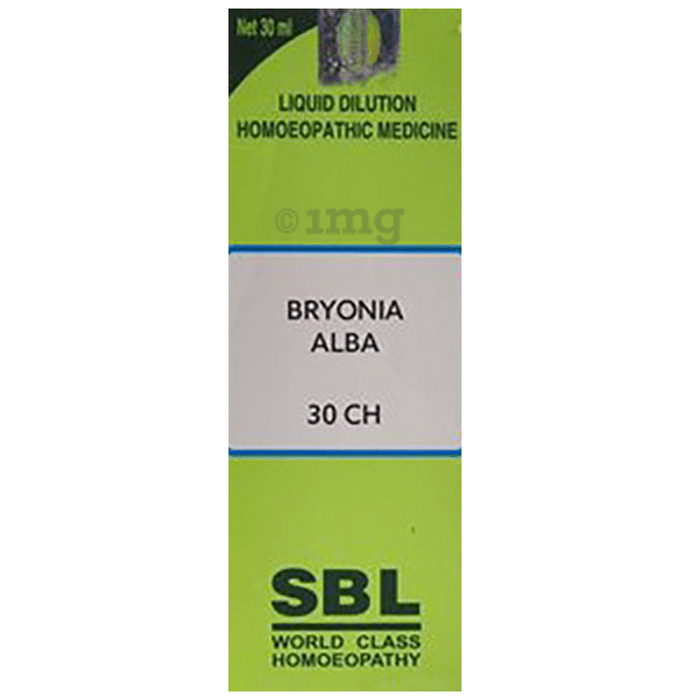 Net 30 ml
LIQUID DILUTION
HOMOEOPATHIC MEDICINE
©1mg
BRYONIA
ALBA
30 CH
SBL
WORLD CLASS
HOMOEOPATHY